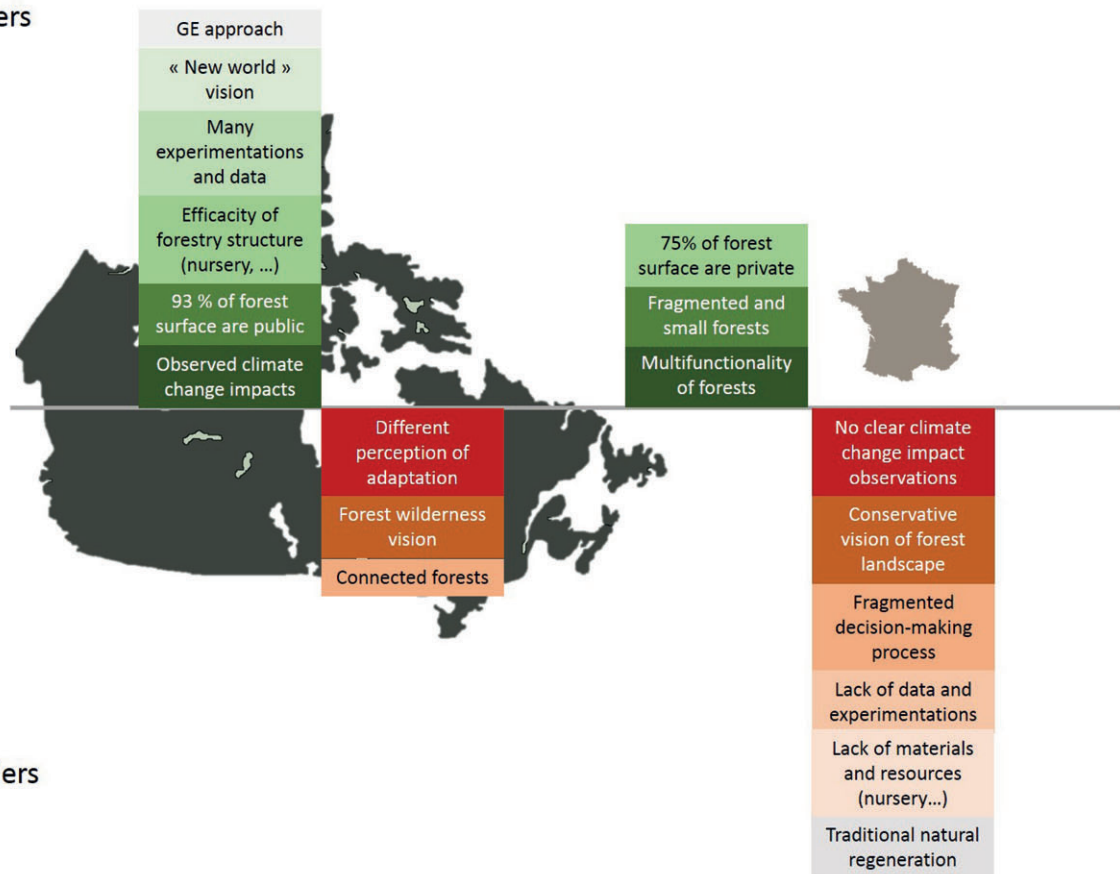 ers
GE approach
« New world »
vision
Many
experimentations
and data
Efficacy of
forestry structure
(nursery, ...)
93 % of forest
surface are public
Observed climate
change impacts
Different
perception of
adaptation
Forest wilderness
vision
Connected forests
75% of forest
surface are private
Fragmented and
small forests
Multifunctionality
of forests
No clear climate
change impact
observations
Conservative
vision of forest
landscape
Fragmented
decision-making
process
Lack of data and
experimentations
Lack of materials
and resources
(nursery...)
Traditional natural
regeneration
ers